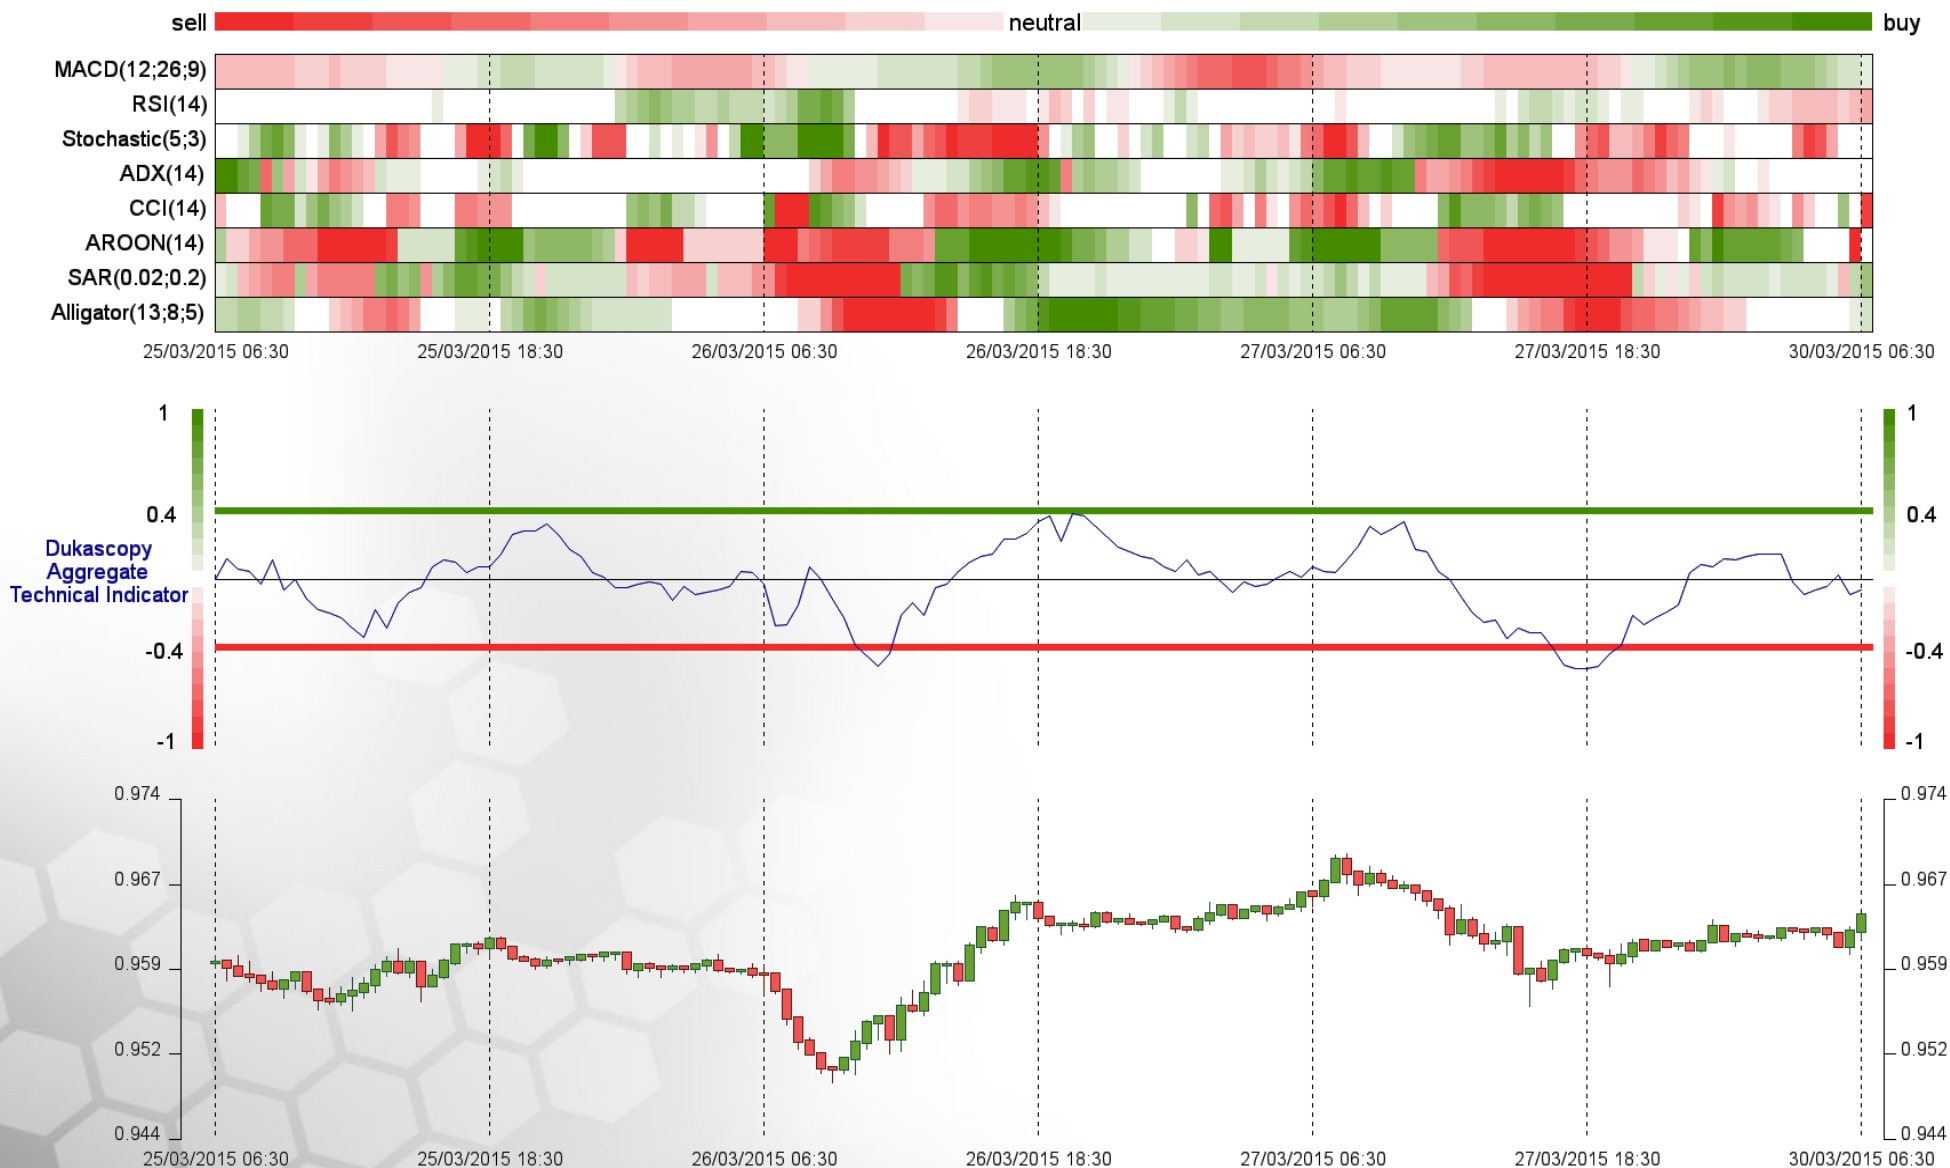 sell neutral buy
MACD(12;26;9)
RSI(14)
Stochastic(5;3)
ADX(14)
CCI(14)
AROON(14)
SAR(0.02;0.2)
Alligator(13;8;5)
25/03/2015 06:30 25/03/2015 18:30 26/03/2015 06:30 26/03/2015 18:30 27/03/2015 06:30 27/03/2015 18:30 30/03/2015 06:30
1 1
0.4 0.4
Dukascopy
Aggregate
Technical Indicator
-0.4 -0.4
-1 -1
0.974 0.974
0.967 0.967
0.959 0.959
0.952 0.952
0.944 0.944
25/03/2015 06:30 25/03/2015 18:30 26/03/2015 06:30 26/03/2015 18:30 27/03/2015 06:30 27/03/2015 18:30 30/03/2015 06:30